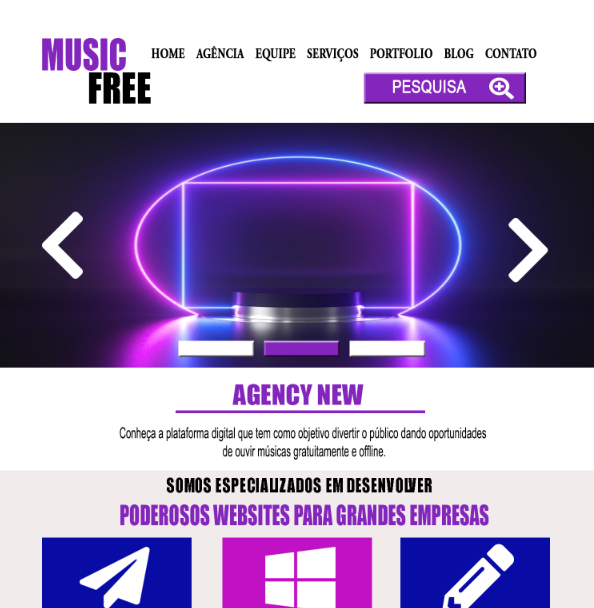 MUSIC
FREE
HOME AGÊNCIA EQUIPE SERVIÇOS PORTFOLIO BLOG CONTATO
PESQUISA
AGENCY NEW
Conheça a plataforma digital que tem como objetivo divertir o público dando oportunidades
de ouvir músicas gratuitamente e offline.
SOMOS ESPECIALIZADOS EM DESENVOLVER
PODEROSOS WEBSITES PARA GRANDES EMPRESAS